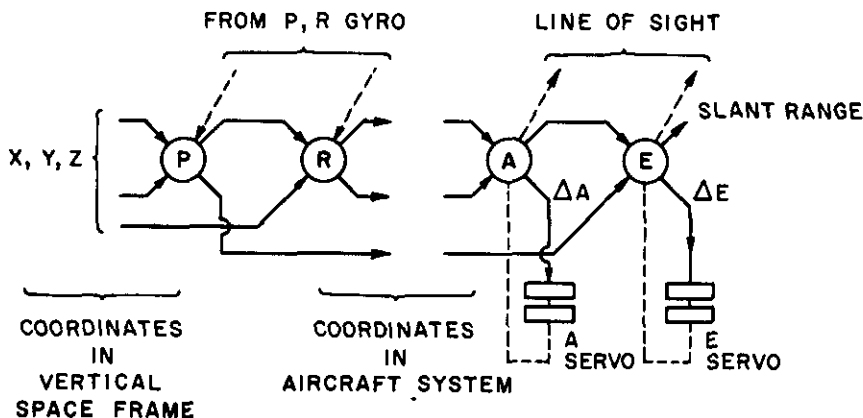 FROM P, R GYRO
LINE OF SIGHT
SLANT RANGE
X, Y, Z
P
R
A
E
ΔA
ΔE
A
SERVO
E
SERVO
COORDINATES
IN
VERTICAL
SPACE FRAME
COORDINATES
IN
AIRCRAFT SYSTEM